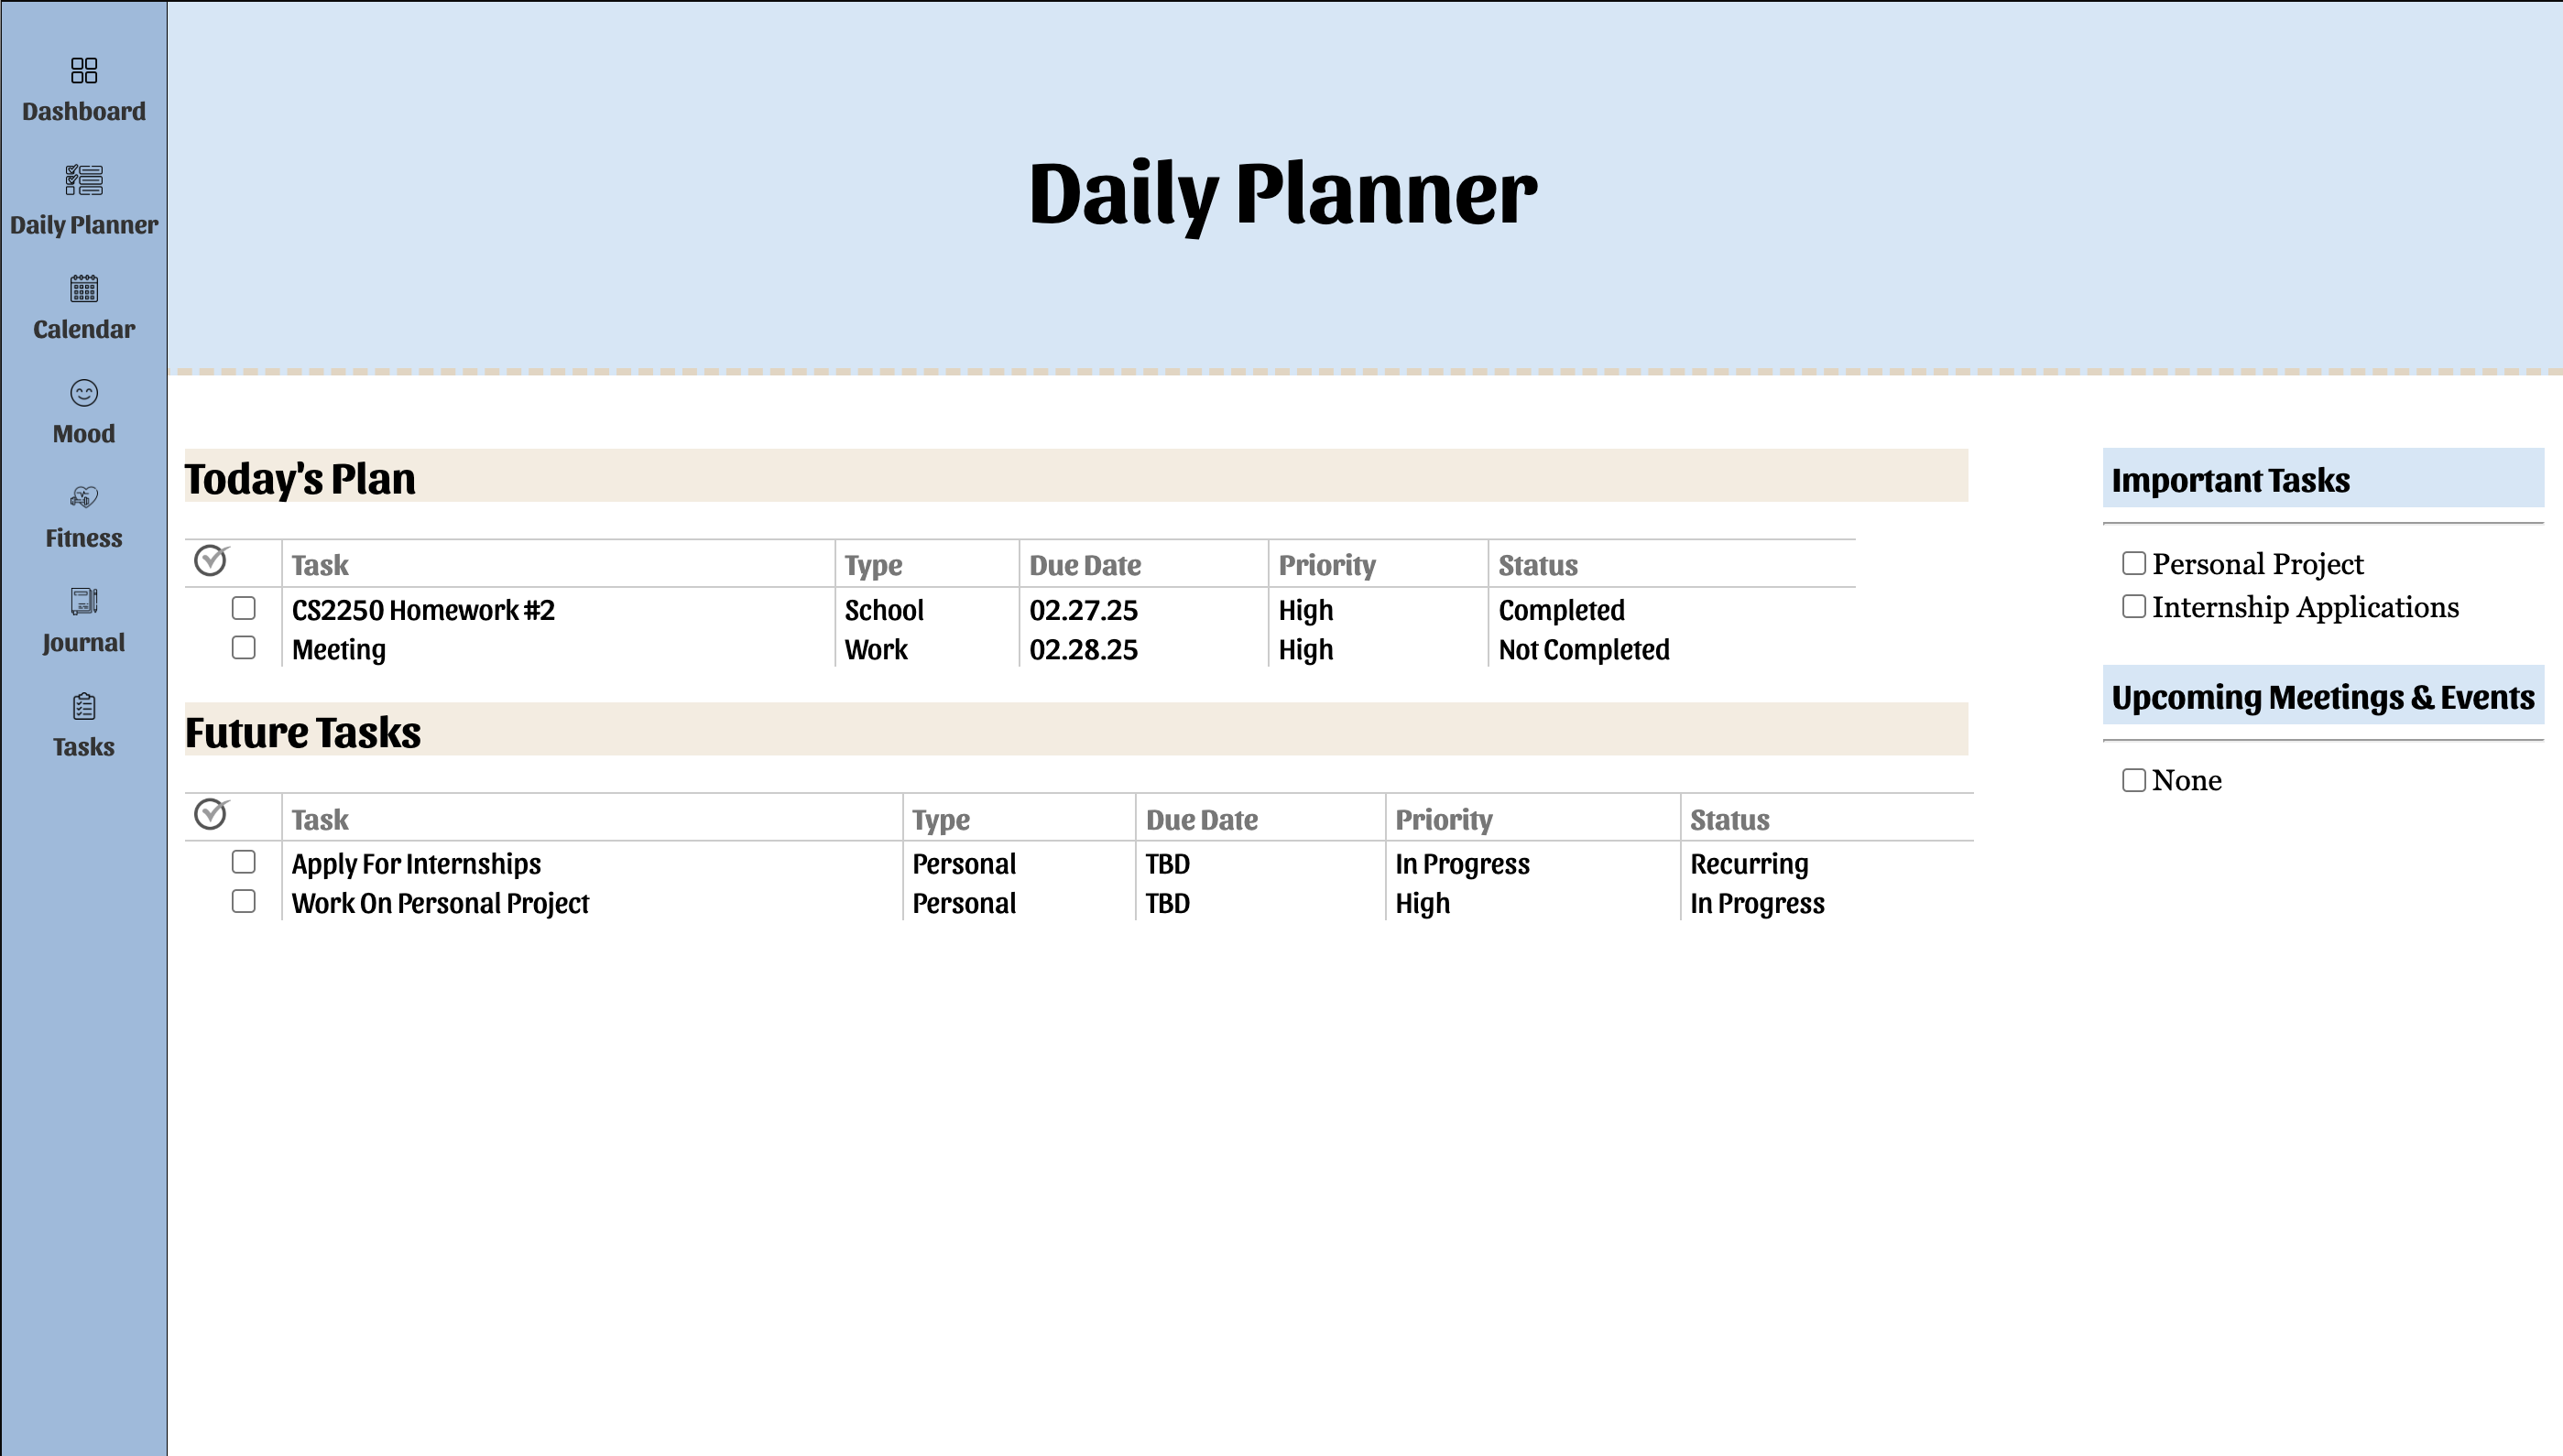 Dashboard
Daily Planner
Calendar
Mood
Fitness
Journal
Tasks
Daily Planner
Today's Plan
Task Type Due Date Priority Status
CS2250 Homework #2 School 02.27.25 High Completed
Meeting Work 02.28.25 High Not Completed
Future Tasks
Task Type Due Date Priority Status
Apply For Internships Personal TBD In Progress Recurring
Work On Personal Project Personal TBD High In Progress
Important Tasks
Personal Project
Internship Applications
Upcoming Meetings & Events
None